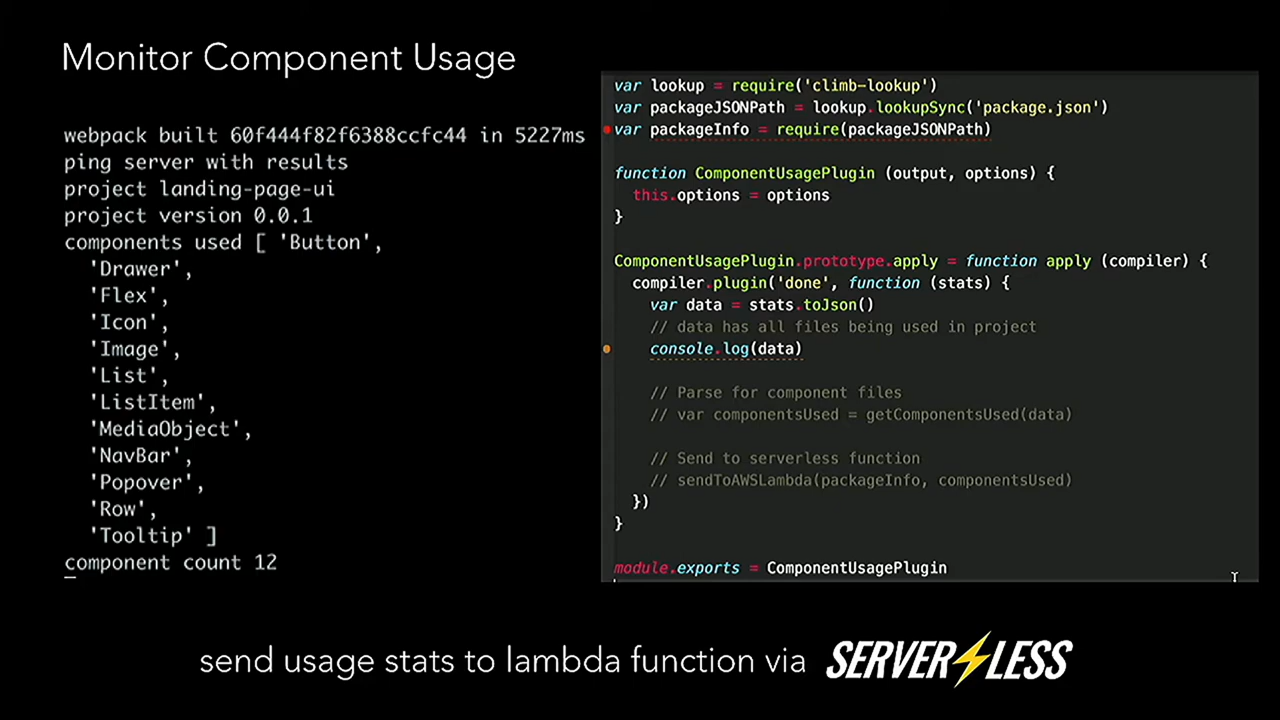 Monitor Component Usage
webpack built 60f444f82f6388ccfc44 in 5227ms
ping server with results
project landing-page-ui
project version 0.0.1
components used [ 'Button',
'Drawer',
'Flex',
'Icon',
'Image',
'List',
'ListItem',
'MediaObject',
'NavBar',
'Popover',
'Row',
'Tooltip' ]
component count 12
var lookup = require('climb-lookup')
var packageJSONPath = lookup.lookupSync('package.json')
var packageInfo = require(packageJSONPath)
function ComponentUsagePlugin (output, options) {
this.options = options
}
ComponentUsagePlugin.prototype.apply = function apply (compiler) {
compiler.plugin('done', function (stats) {
var data = stats.toJson()
// data has all files being used in project
console.log(data)
// Parse for component files
// var componentsUsed = getComponentsUsed(data)
// Send to serverless function
// sendToAWSLambda(packageInfo, componentsUsed)
})
}
module.exports = ComponentUsagePlugin
send usage stats to lambda function via SERVERLESS